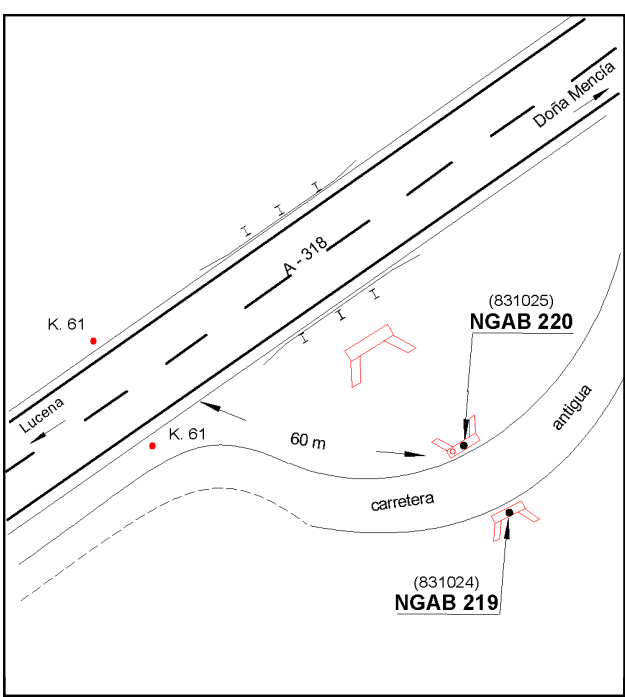 Doña Mencía
A - 318
(831025)
NGAB 220
K. 61
Lucena
K. 61
60 m
antigua
carretera
(831024)
NGAB 219